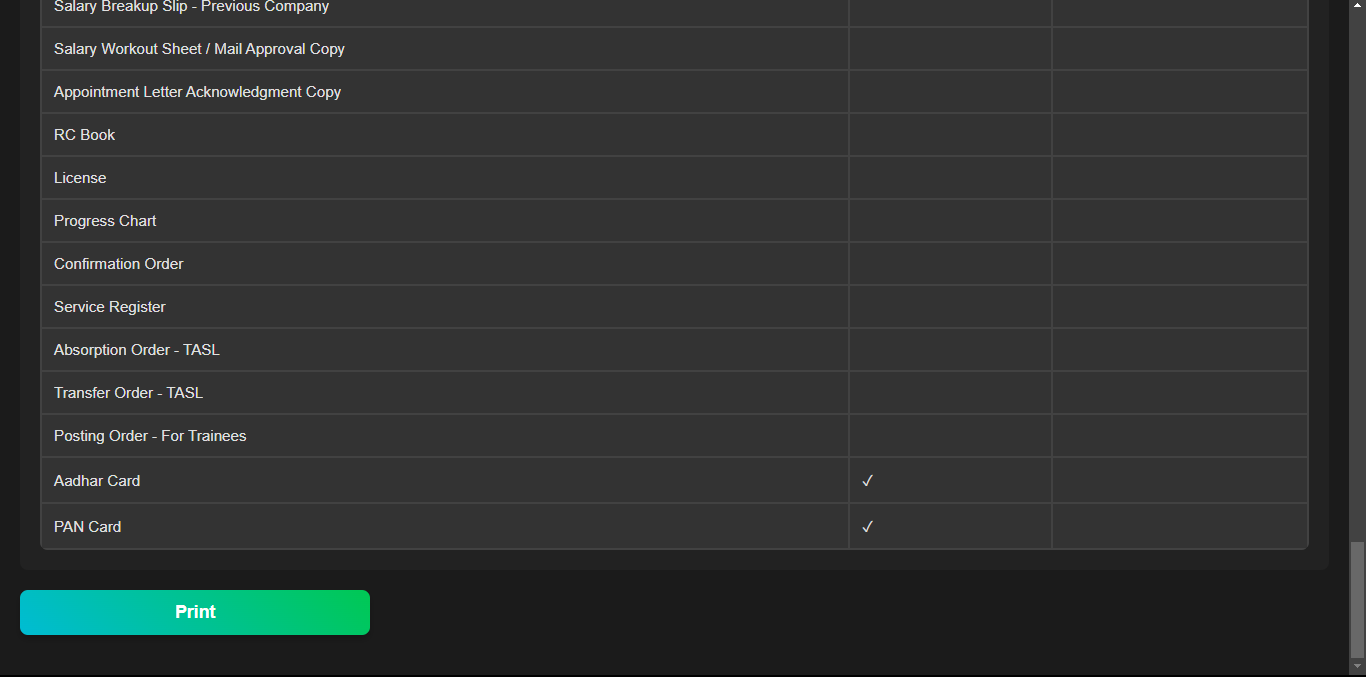 Salary Breakup Slip - Previous Company
Salary Workout Sheet / Mail Approval Copy
Appointment Letter Acknowledgment Copy
RC Book
License
Progress Chart
Confirmation Order
Service Register
Absorption Order - TASL
Transfer Order - TASL
Posting Order - For Trainees
Aadhar Card ✓
PAN Card ✓
Print